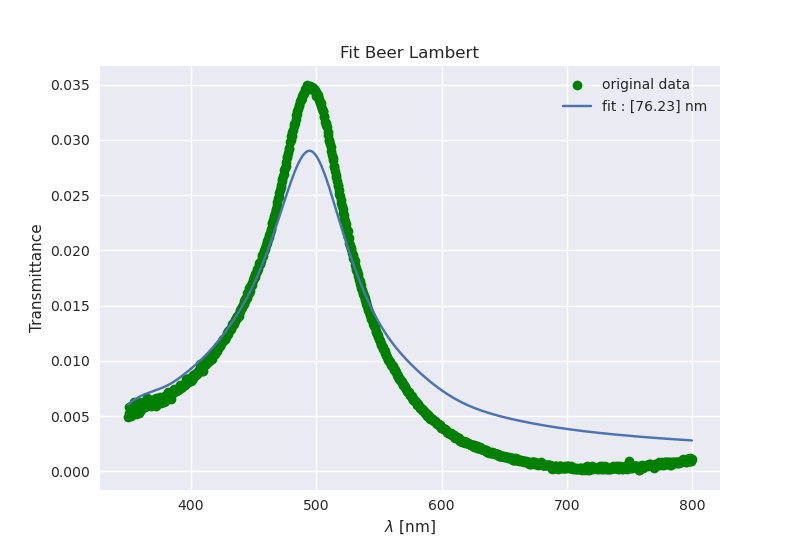 Fit Beer Lambert
original data
fit : [76.23] nm
Transmittance
0.035
0.030
0.025
0.020
0.015
0.010
0.005
0.000
400 500 600 700 800
λ [nm]